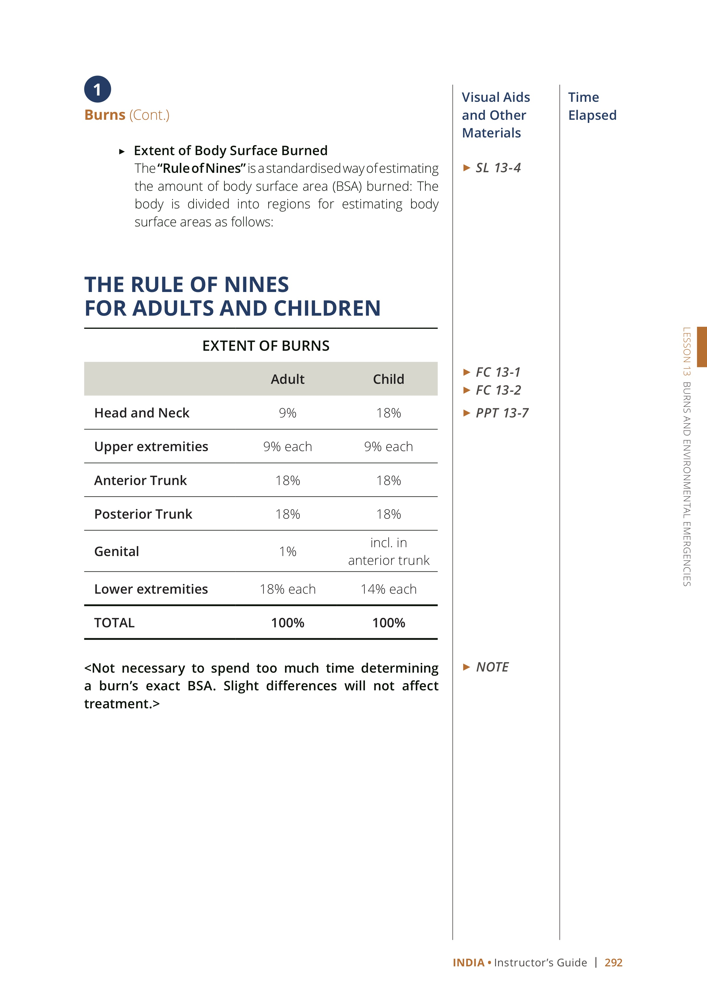 1
Burns (Cont.)
Visual Aids
and Other
Materials
Time
Elapsed
► Extent of Body Surface Burned
The “Rule of Nines” is a standardised way of estimating
the amount of body surface area (BSA) burned: The
body is divided into regions for estimating body
surface areas as follows:
► SL 13-4
THE RULE OF NINES
FOR ADULTS AND CHILDREN
EXTENT OF BURNS
Adult Child
Head and Neck 9% 18%
Upper extremities 9% each 9% each
Anterior Trunk 18% 18%
Posterior Trunk 18% 18%
Genital 1% incl. in
anterior trunk
Lower extremities 18% each 14% each
TOTAL 100% 100%
► FC 13-1
► FC 13-2
► PPT 13-7
<Not necessary to spend too much time determining
a burn’s exact BSA. Slight differences will not affect
treatment.>
► NOTE
LESSON 13 BURNS AND ENVIRONMENTAL EMERGENCIES
INDIA • Instructor’s Guide | 292